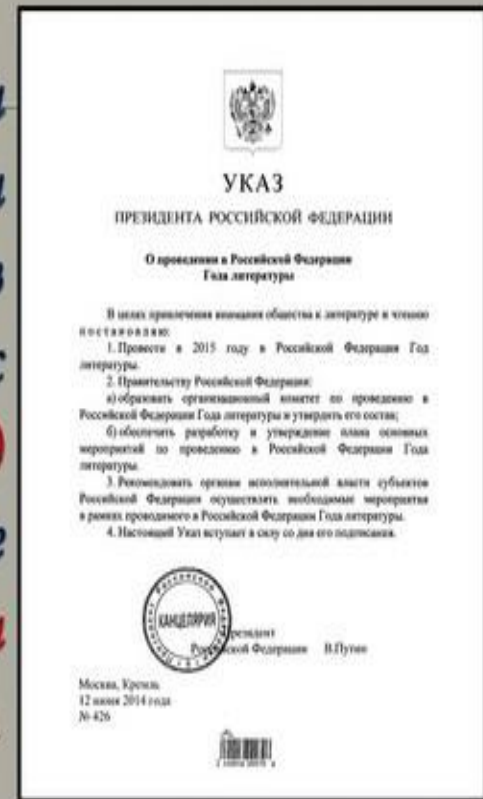 УКАЗ
ПРЕЗИДЕНТА РОССИЙСКОЙ ФЕДЕРАЦИИ
О проведении в Российской Федерации
Года литературы
В целях привлечения внимания общества к литературе и чтению
постановляю:
1. Провести в 2015 году в Российской Федерации Год
литературы.
2. Правительству Российской Федерации:
а) образовать организационный комитет по проведению в
Российской Федерации Года литературы и утвердить его состав;
б) обеспечить разработку и утверждение плана основных
мероприятий по проведению в Российской Федерации Года
литературы.
3. Рекомендовать органам исполнительной власти субъектов
Российской Федерации осуществлять необходимые мероприятия
в рамках проводимого в Российской Федерации Года литературы.
4. Настоящий Указ вступает в силу со дня его подписания.
КАНЦЕЛЯРИЯ
Президент
Российской Федерации В.Путин
Москва, Кремль
12 июня 2014 года
№ 426